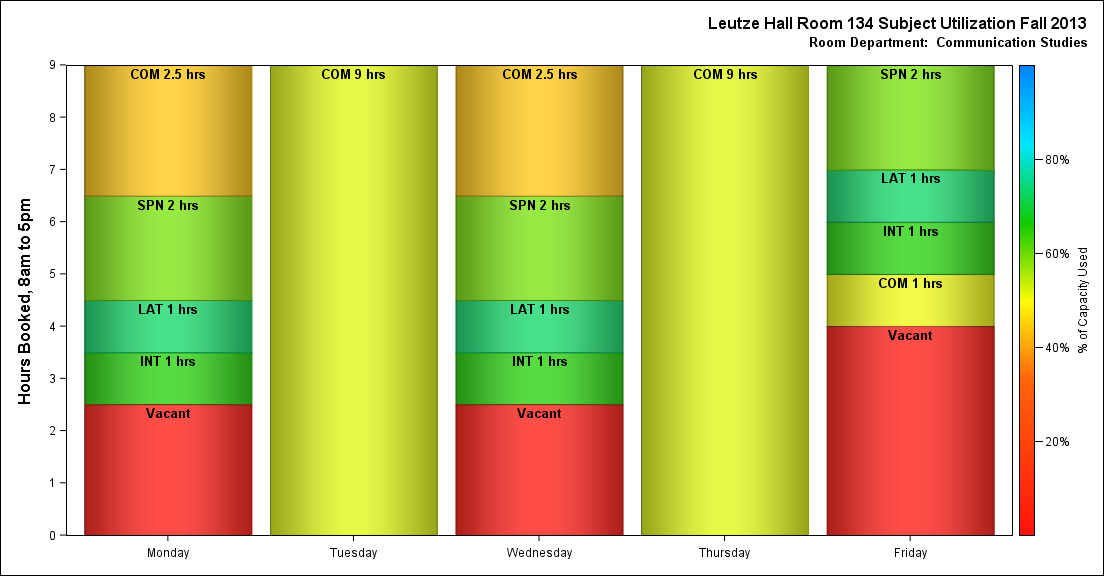 Leutze Hall Room 134 Subject Utilization Fall 2013
Room Department:  Communication Studies
Hours Booked, 8am to 5pm
9
8
7
6
5
4
3
2
1
0
COM 2.5 hrs
SPN 2 hrs
LAT 1 hrs
INT 1 hrs
Vacant
COM 9 hrs
COM 2.5 hrs
SPN 2 hrs
LAT 1 hrs
INT 1 hrs
Vacant
COM 9 hrs
SPN 2 hrs
LAT 1 hrs
INT 1 hrs
COM 1 hrs
Vacant
Monday
Tuesday
Wednesday
Thursday
Friday
80%
60%
40%
20%
% of Capacity Used